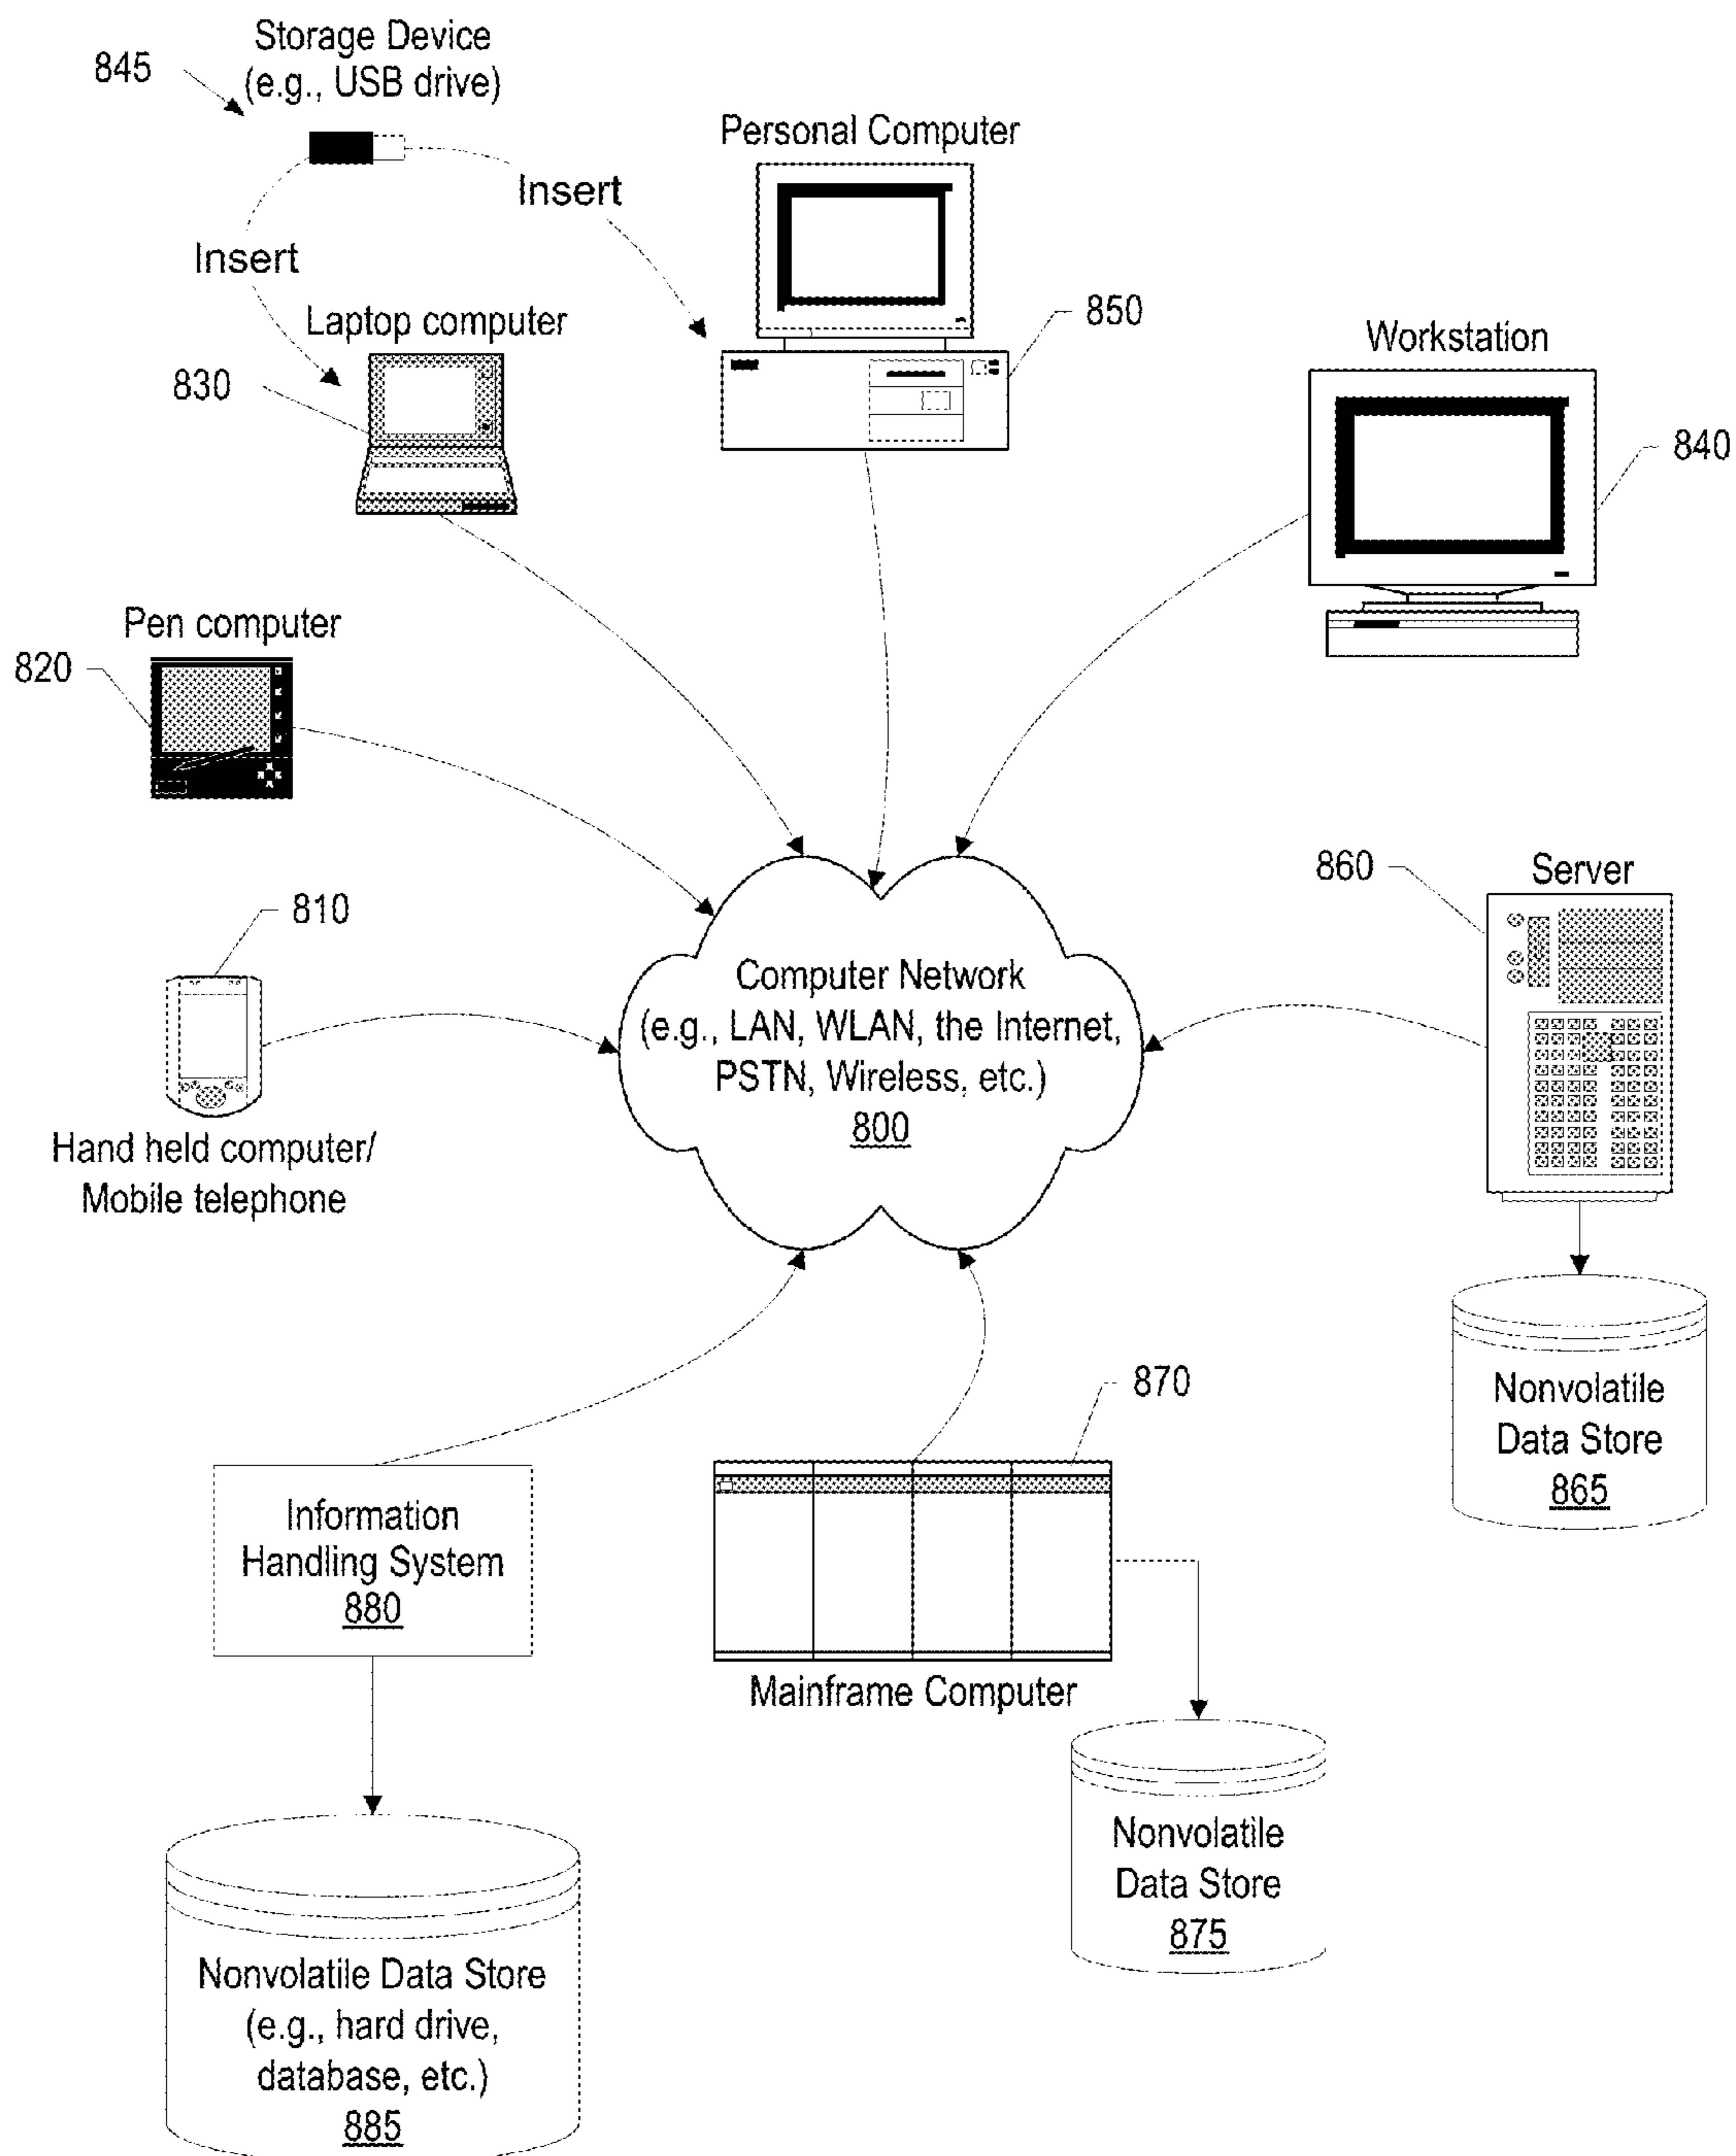 Storage Device
(e.g., USB drive)
845
Personal Computer
Insert
Insert
Laptop computer
850
Workstation
830
840
Pen computer
820
860
Server
810
Computer Network
(e.g., LAN, WLAN, the Internet,
PSTN, Wireless, etc.)
800
Hand held computer/
Mobile telephone
870
Nonvolatile
Data Store
865
Information
Handling System
880
Mainframe Computer
Nonvolatile
Data Store
875
Nonvolatile Data Store
(e.g., hard drive,
database, etc.)
885